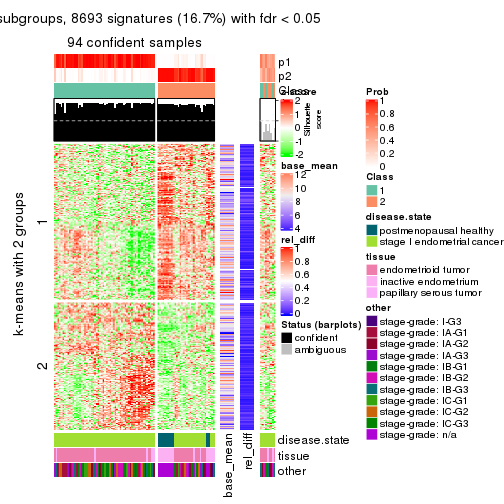 subgroups, 8693 signatures (16.7%) with fdr < 0.05
94 confident samples
p1
p2
Class
Silhouette
score
z-score
2
1
0
-1
-2
base_mean
12
10
8
6
4
rel_diff
1
0.8
0.6
0.4
0.2
0
Status (barplots)
confident
ambiguous
k-means with 2 groups
1
2
base_mean
rel_diff
disease.state
tissue
other
Prob
1
0.8
0.6
0.4
0.2
0
Class
1
2
disease.state
postmenopausal healthy
stage I endometrial cancer
tissue
endometrioid tumor
inactive endometrium
papillary serous tumor
other
stage-grade: I-G3
stage-grade: IA-G1
stage-grade: IA-G2
stage-grade: IA-G3
stage-grade: IB-G1
stage-grade: IB-G2
stage-grade: IB-G3
stage-grade: IC-G1
stage-grade: IC-G2
stage-grade: IC-G3
stage-grade: n/a